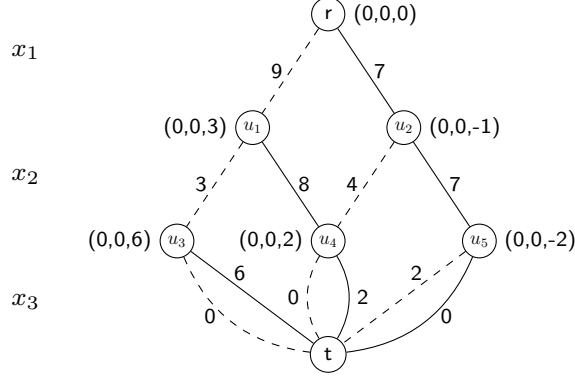 r (0,0,0)
x₁
9 7
(0,0,3) u₁ u₂ (0,0,-1)
x₂
3 8 4 7
(0,0,6) u₃ (0,0,2) u₄ u₅ (0,0,-2)
6 2
x₃
0 0 2 0
t